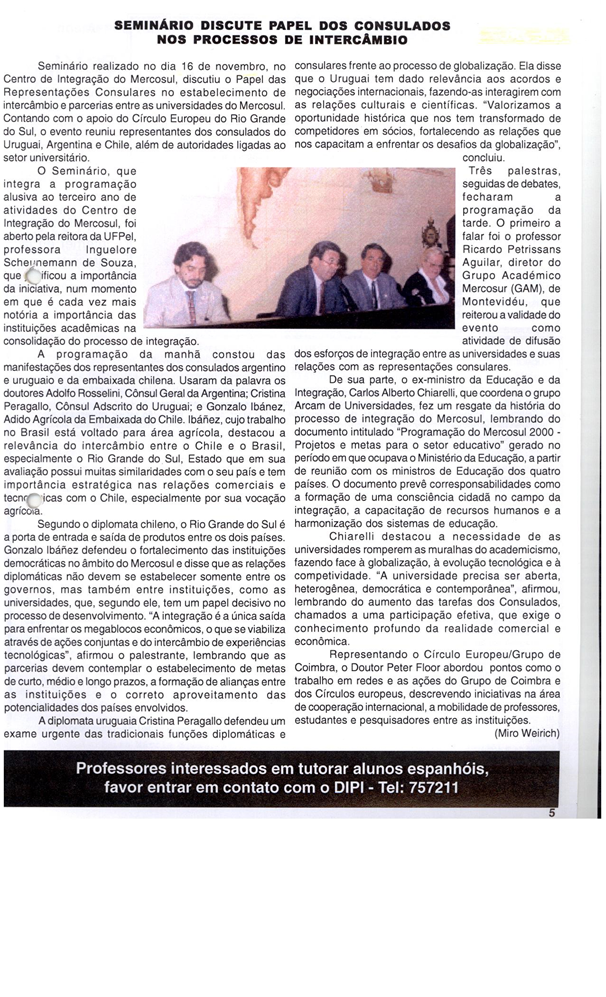 SEMINÁRIO DISCUTE PAPEL DOS CONSULADOS
NOS PROCESSOS DE INTERCÂMBIO
Seminário realizado no dia 16 de novembro, no
Centro de Integração do Mercosul, discutiu o Papel das
Representações Consulares no estabelecimento de
intercâmbio e parcerias entre as universidades do Mercosul.
Contando com o apoio do Círculo Europeu do Rio Grande
do Sul, o evento reuniu representantes dos consulados do
Uruguai, Argentina e Chile, além de autoridades ligadas ao
setor universitário.
O Seminário, que
integra a programação
alusiva ao terceiro ano de
atividades do Centro de
Integração do Mercosul, foi
aberto pela reitora da UFPel,
professora Inguelore
Scheunemann de Souza,
que ificou a importância
da iniciativa, num momento
em que é cada vez mais
notória a importância das
instituições acadêmicas na
consolidação do processo de integração.
A programação da manhã constou das
manifestações dos representantes dos consulados argentino
e uruguaio e da embaixada chilena. Usaram da palavra os
doutores Adolfo Rosselini, Cônsul Geral da Argentina; Cristina
Peragallo, Cônsul Adscrito do Uruguai; e Gonzalo Ibánez,
Adido Agrícola da Embaixada do Chile. Ibáñez, cujo trabalho
no Brasil está voltado para área agrícola, destacou a
relevância do intercâmbio entre o Chile e o Brasil,
especialmente o Rio Grande do Sul, Estado que em sua
avaliação possui muitas similaridades com o seu país e tem
importância estratégica nas relações comerciais e
tecno icas com o Chile, especialmente por sua vocação
agrícola.
Segundo o diplomata chileno, o Rio Grande do Sul é
a porta de entrada e saída de produtos entre os dois países.
Gonzalo Ibáñez defendeu o fortalecimento das instituições
democráticas no âmbito do Mercosul e disse que as relações
diplomáticas não devem se estabelecer somente entre os
governos, mas também entre instituições, como as
universidades, que, segundo ele, tem um papel decisivo no
processo de desenvolvimento. “A integração é a única saída
para enfrentar os megablocos econômicos, o que se viabiliza
através de ações conjuntas e do intercâmbio de experiências
tecnológicas”, afirmou o palestrante, lembrando que as
parcerias devem contemplar o estabelecimento de metas
de curto, médio e longo prazos, a formação de alianças entre
as instituições e o correto aproveitamento das
potencialidades dos países envolvidos.
A diplomata uruguaia Cristina Peragallo defendeu um
exame urgente das tradicionais funções diplomáticas e
consulares frente ao processo de globalização. Ela disse
que o Uruguai tem dado relevância aos acordos e
negociações internacionais, fazendo-as interagirem com
as relações culturais e científicas. “Valorizamos a
oportunidade histórica que nos tem transformado de
competidores em sócios, fortalecendo as relações que
nos capacitam a enfrentar os desafios da globalização”,
concluiu.
Três palestras,
seguidas de debates,
fecharam a
programação da
tarde. O primeiro a
falar foi o professor
Ricardo Petrissans
Aguilar, diretor do
Grupo Académico
Mercosur (GAM), de
Montevidéu, que
reiterou a validade do
evento como
atividade de difusão
dos esforços de integração entre as universidades e suas
relações com as representações consulares.
De sua parte, o ex-ministro da Educação e da
Integração, Carlos Alberto Chiarelli, que coordena o grupo
Arcam de Universidades, fez um resgate da história do
processo de integração do Mercosul, lembrando do
documento intitulado “Programação do Mercosul 2000 -
Projetos e metas para o setor educativo” gerado no
período em que ocupava o Ministério da Educação, a partir
de reunião com os ministros de Educação dos quatro
países. O documento prevê corresponsabilidades como
a formação de uma consciência cidadã no campo da
integração, a capacitação de recursos humanos e a
harmonização dos sistemas de educação.
Chiarelli destacou a necessidade de as
universidades romperem as muralhas do academicismo,
fazendo face à globalização, à evolução tecnológica e à
competividade. “A universidade precisa ser aberta,
heterogênea, democrática e contemporânea”, afirmou,
lembrando do aumento das tarefas dos Consulados,
chamados a uma participação efetiva, que exige o
conhecimento profundo da realidade comercial e
econômica.
Representando o Círculo Europeu/Grupo de
Coimbra, o Doutor Peter Floor abordou pontos como o
trabalho em redes e as ações do Grupo de Coimbra e
dos Círculos europeus, descrevendo iniciativas na área
de cooperação internacional, a mobilidade de professores,
estudantes e pesquisadores entre as instituições.
(Miro Weirich)
Professores interessados em tutorar alunos espanhóis,
favor entrar em contato com o DIPI - Tel: 757211
5